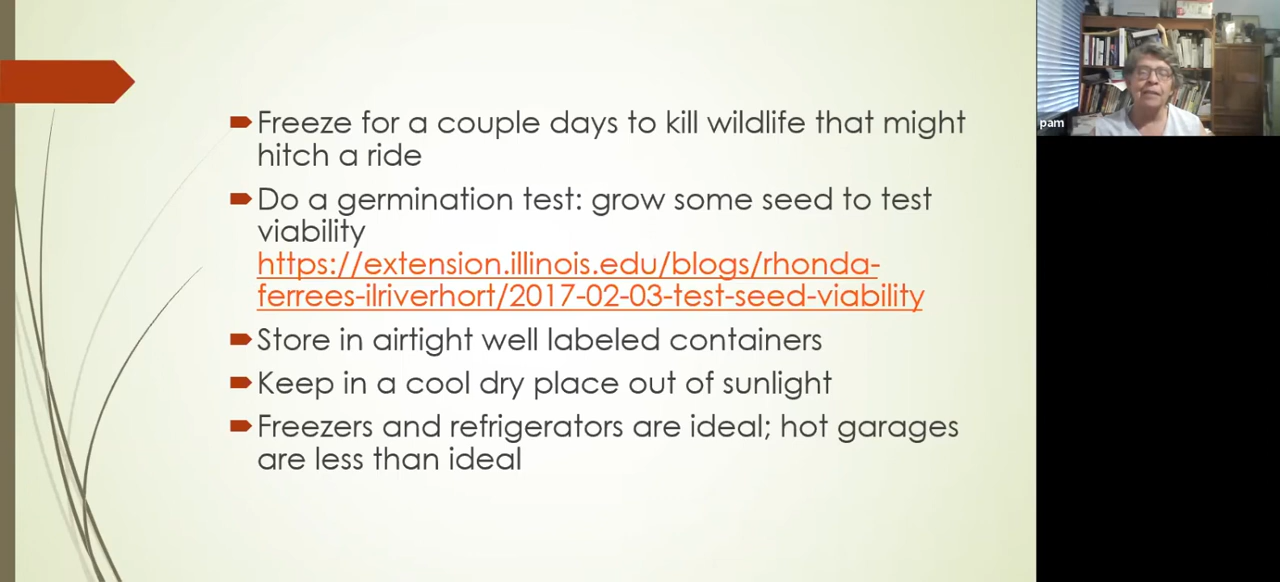 Freeze for a couple days to kill wildlife that might
hitch a ride
Do a germination test: grow some seed to test
viability
https://extension.illinois.edu/blogs/rhonda-
ferrees-ilriverhort/2017-02-03-test-seed-viability
Store in airtight well labeled containers
Keep in a cool dry place out of sunlight
Freezers and refrigerators are ideal; hot garages
are less than ideal
pam